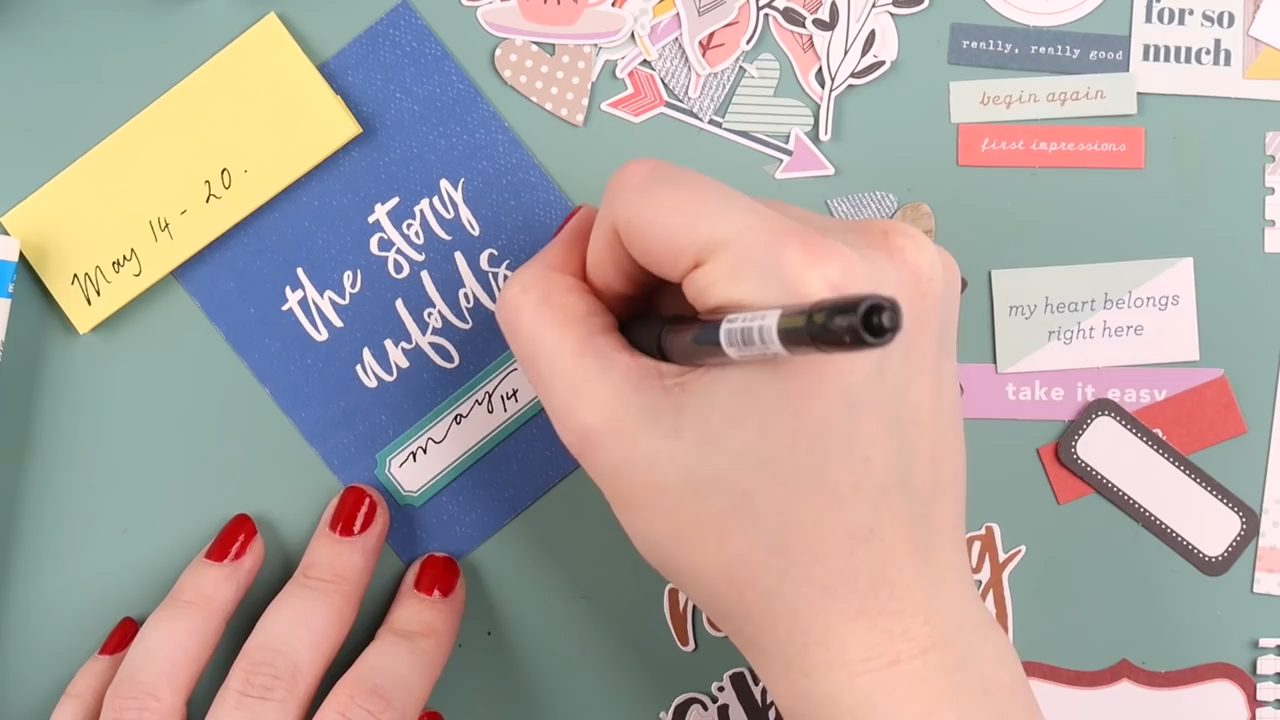 May 14 - 20.
the story
unfolds
may 14
for so
much
really, really good
begin again
first impressions
my heart belongs
right here
take it easy